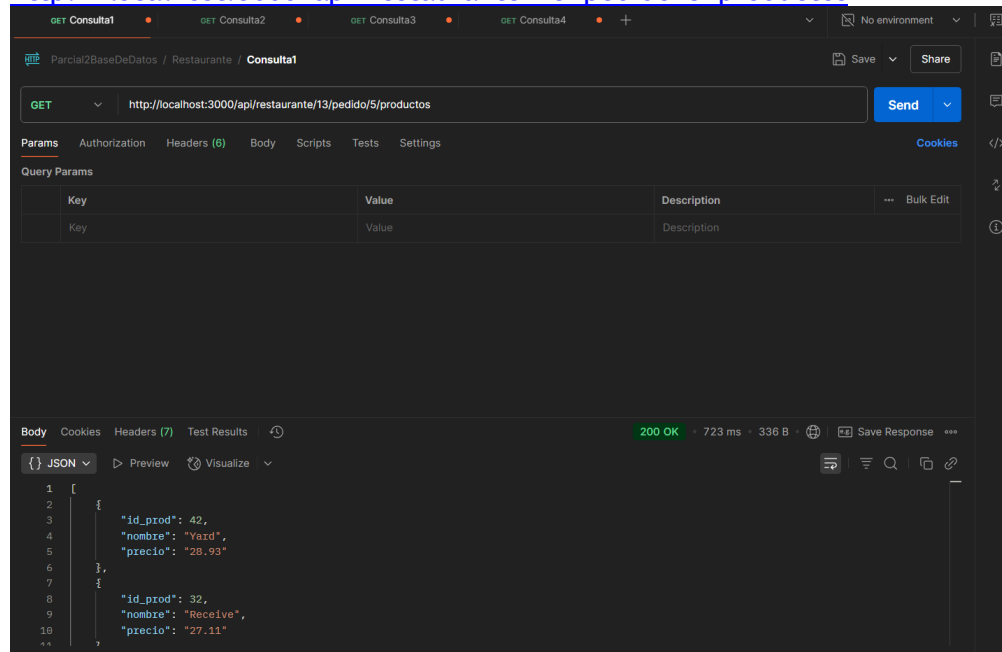 GET Consulta1
GET Consulta2
GET Consulta3
GET Consulta4
+
No environment
HTTP
Parcial2BaseDeDatos / Restaurante / Consulta1
Save
Share
GET
http://localhost:3000/api/restaurante/13/pedido/5/productos
Send
Params Authorization Headers (6) Body Scripts Tests Settings
Cookies
Query Params
Key Value Description ••• Bulk Edit
Key Value Description
Body Cookies Headers (7) Test Results
200 OK • 723 ms • 336 B
e.g. Save Response •••
{} JSON
Preview
Visualize
1 [
2 {
3 "id_prod": 42,
4 "nombre": "Yard",
5 "precio": "28.93"
6 },
7 {
8 "id_prod": 32,
9 "nombre": "Receive",
10 "precio": "27.11"
11 }